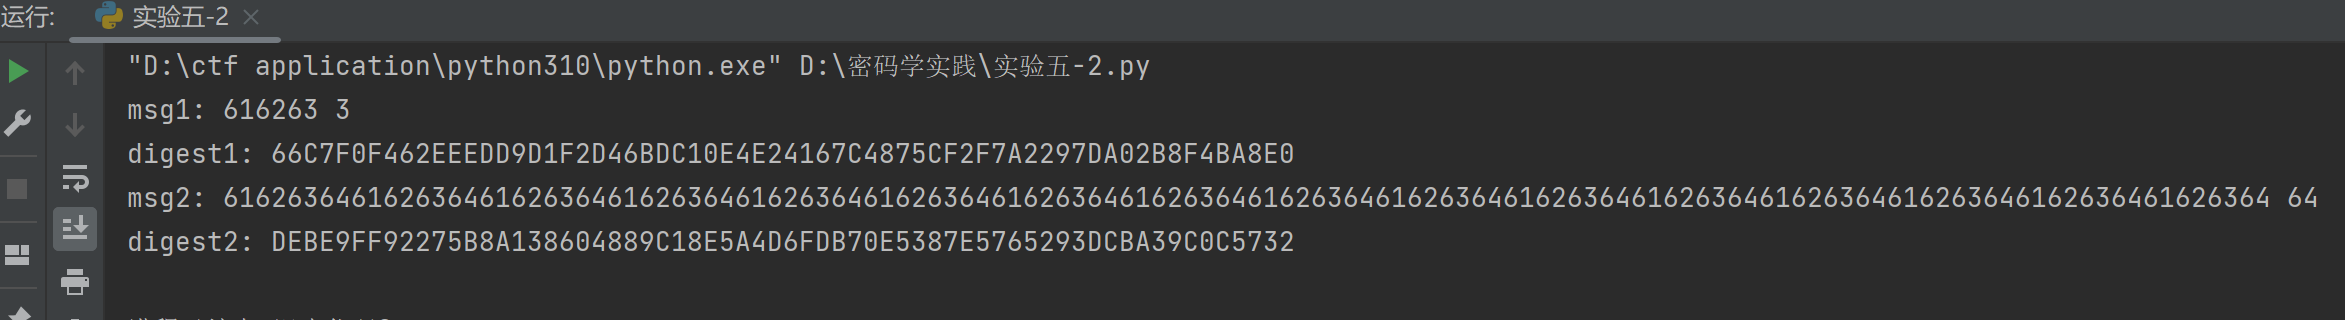 运行: 实验五-2
"D:\ctf application\python310\python.exe" D:\密码学实践\实验五-2.py
msg1: 616263 3
digest1: 66C7F0F462EEEDD9D1F2D46BDC10E4E24167C4875CF2F7A2297DA02B8F4BA8E0
msg2: 61626364616263646162636461626364616263646162636461626364616263646162636461626364616263646162636461626364616263646162636461626364 64
digest2: DEBE9FF92275B8A138604889C18E5A4D6FDB70E5387E5765293DCBA39C0C5732